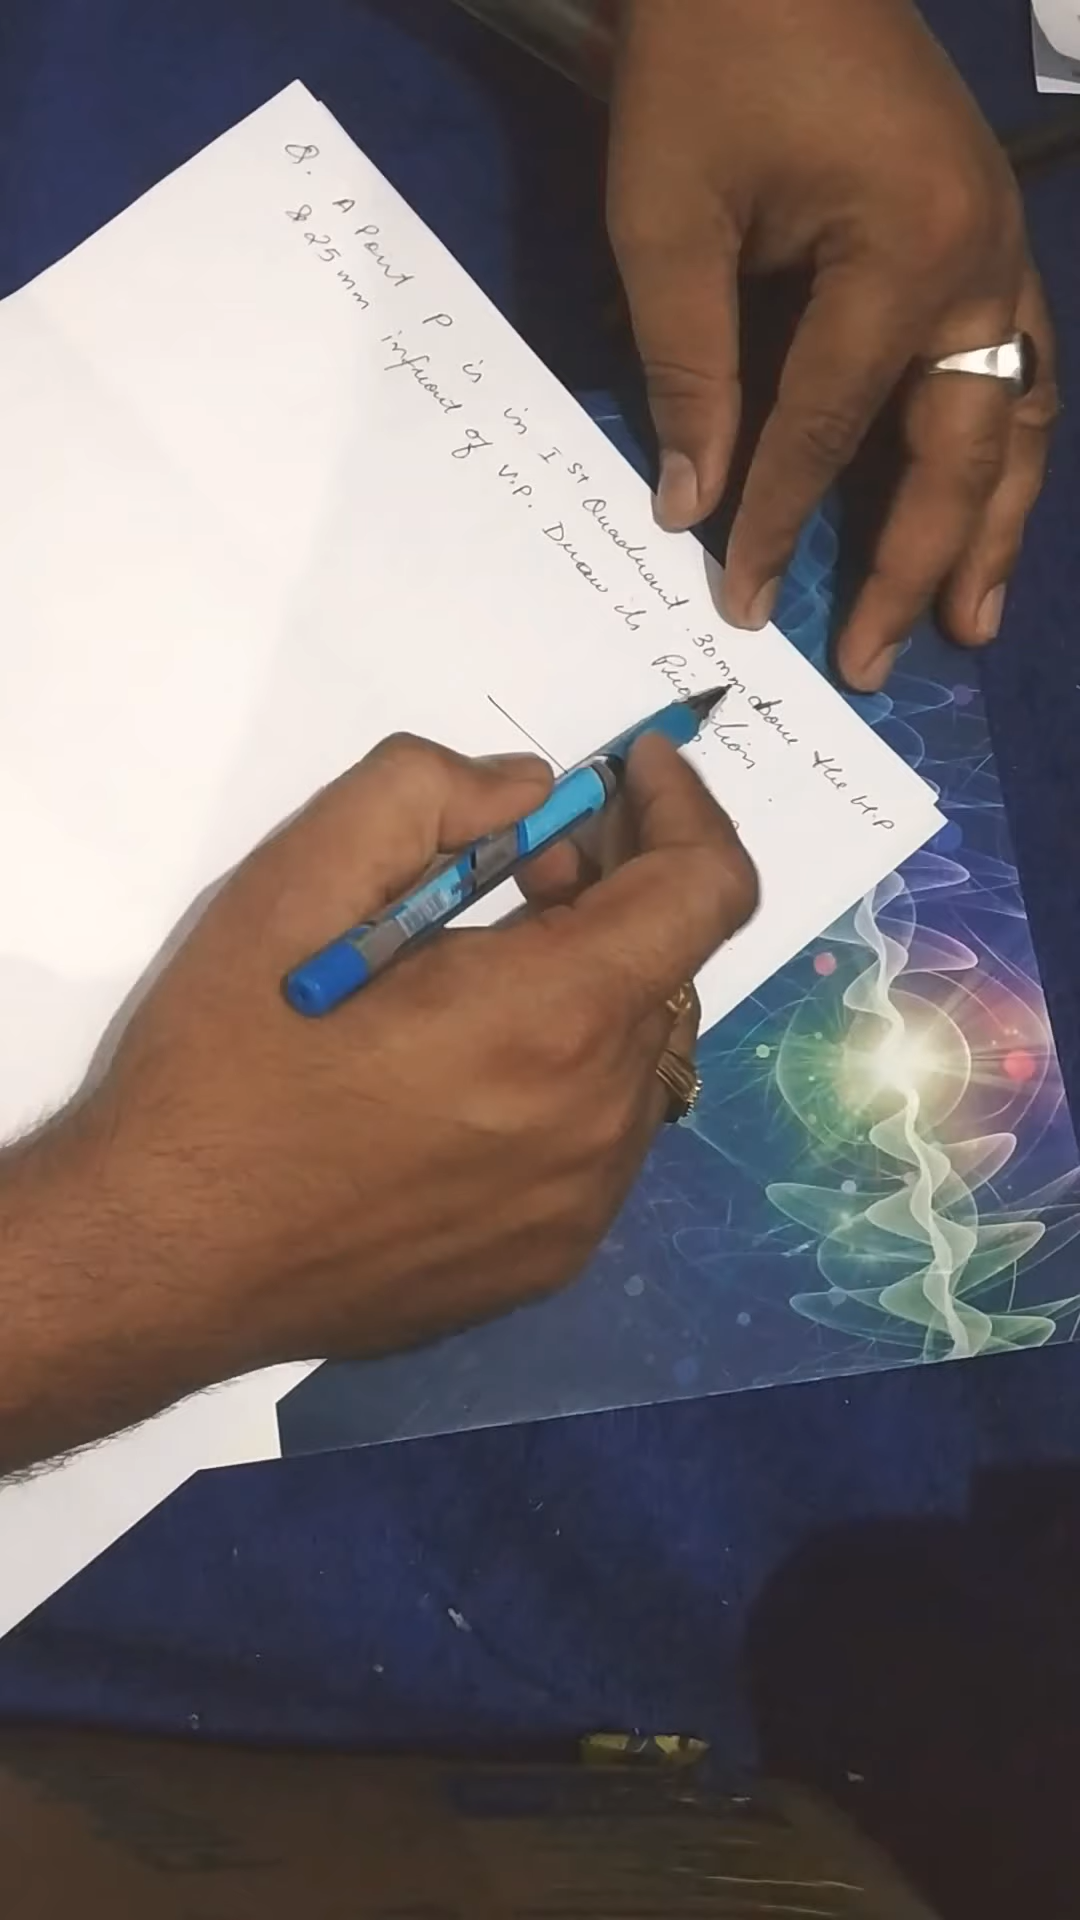 Q. A Point P is in I st Quadrant . 30mm above the H.P
& 25mm infront of V.P. Draw its